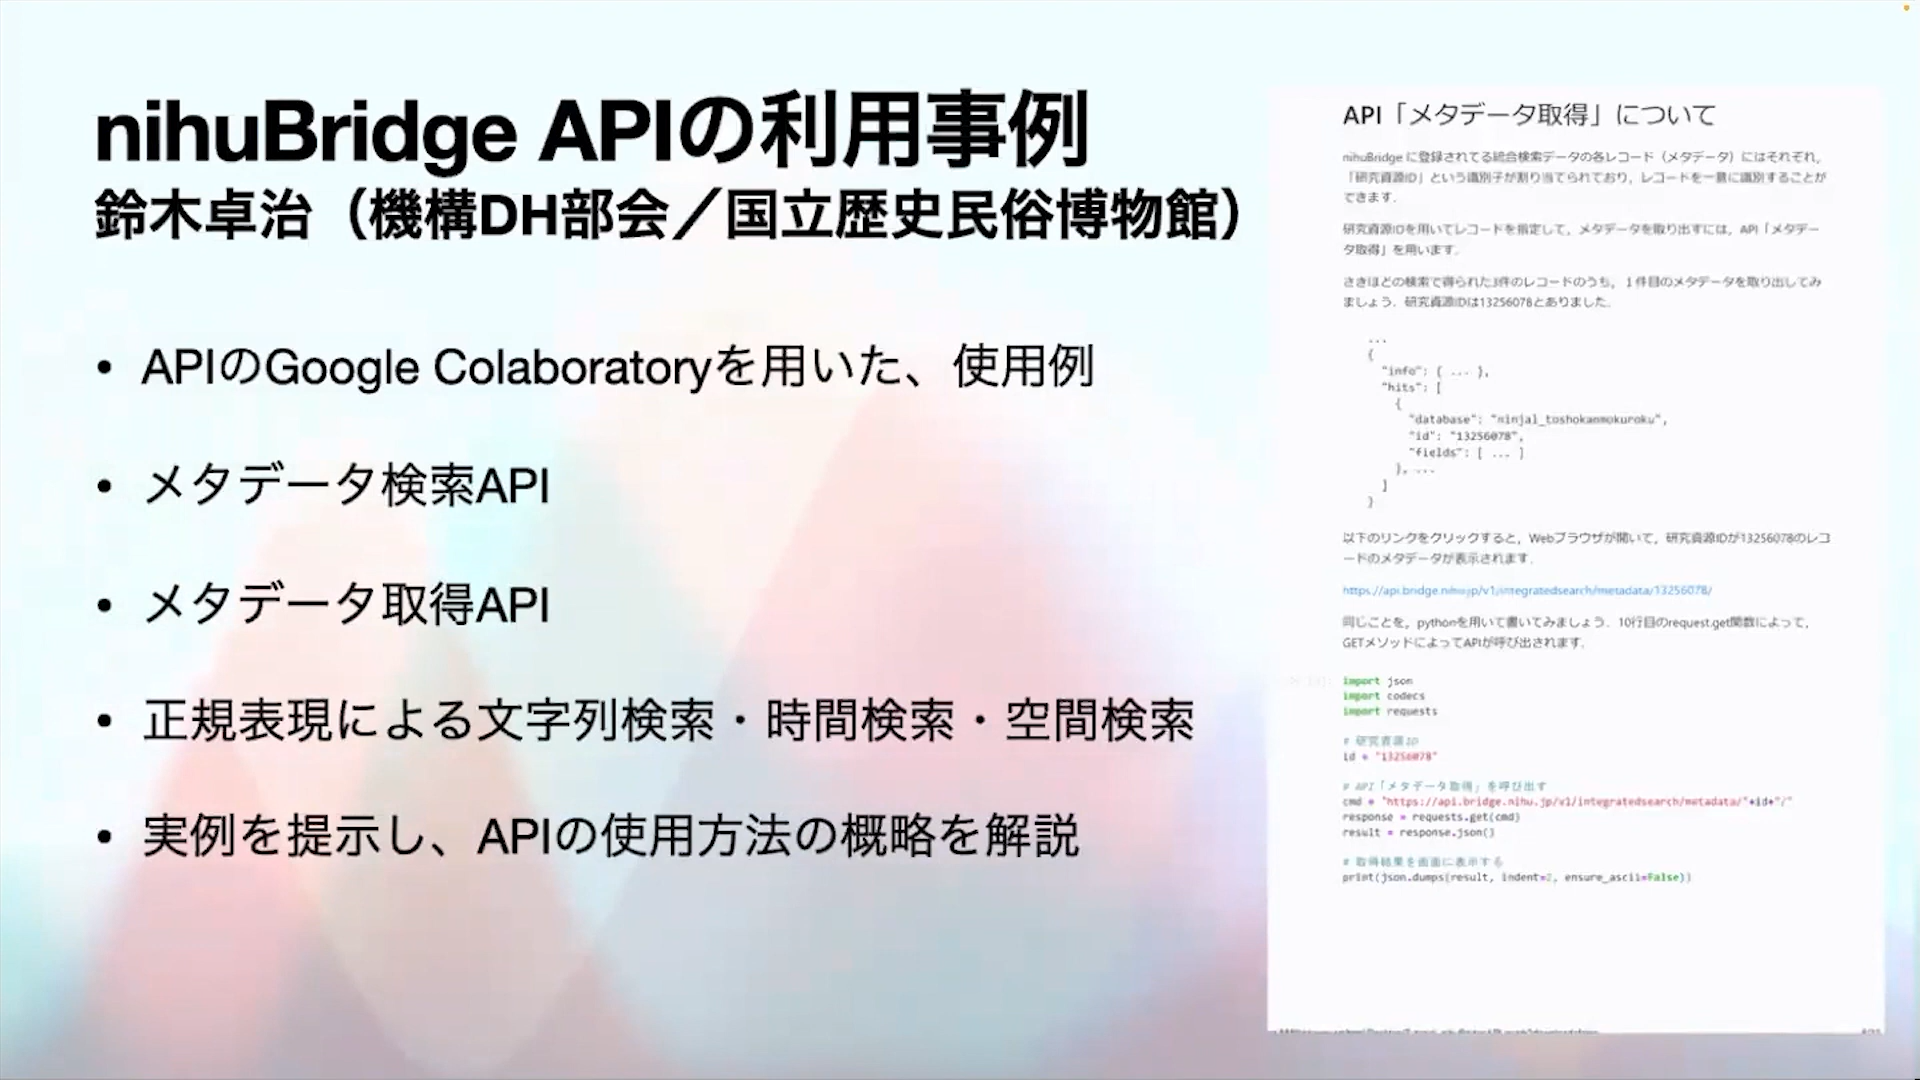 nihuBridge APIの利用事例
鈴木卓治（機構DH部会／国立歴史民俗博物館）
• APIのGoogle Colaboratoryを用いた、使用例
• メタデータ検索API
• メタデータ取得API
• 正規表現による文字列検索・時間検索・空間検索
• 実例を提示し、APIの使用方法の概略を解説
API「メタデータ取得」について
nihuBridge に登録されてる統合検索データの各レコード（メタデータ）にはそれぞれ，
「研究資源ID」という識別子が割り当てられており，レコードを一意に識別することが
できます．
研究資源IDを用いてレコードを指定して，メタデータを取り出すには，API「メタデー
タ取得」を用います．
さきほどの検索で得られた3件のレコードのうち，１件目のメタデータを取り出してみ
ましょう．研究資源IDは13256078とありました．
...
{
"info": { ... },
"hits": [
{
"database": "ninjal_toshokanmokuroku",
"id": "13256078",
"fields": [ ... ]
}, ...
]
}
以下のリンクをクリックすると，Webブラウザが開いて，研究資源IDが13256078のレコ
ードのメタデータが表示されます．
https://api.bridge.nihu.jp/v1/integratedsearch/metadata/13256078/
同じことを，pythonを用いて書いてみましょう．10行目のrequest.get関数によって，
GETメソッドによってAPIが呼び出されます．
import json
import codecs
import requests
# 研究資源ID
id = "13256078"
# API「メタデータ取得」を呼び出す
cmd = "https://api.bridge.nihu.jp/v1/integratedsearch/metadata/"+id+"/"
response = requests.get(cmd)
result = response.json()
# 取得結果を画面に表示する
print(json.dumps(result, indent=2, ensure_ascii=False))